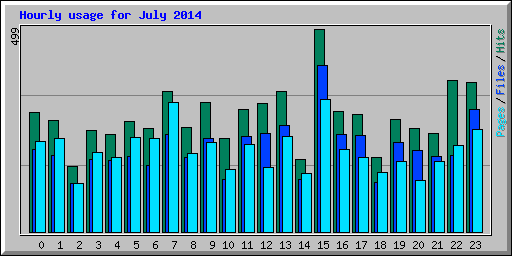 Hourly usage for July 2014
499
Pages / Files / Hits
0 1 2 3 4 5 6 7 8 9 10 11 12 13 14 15 16 17 18 19 20 21 22 23